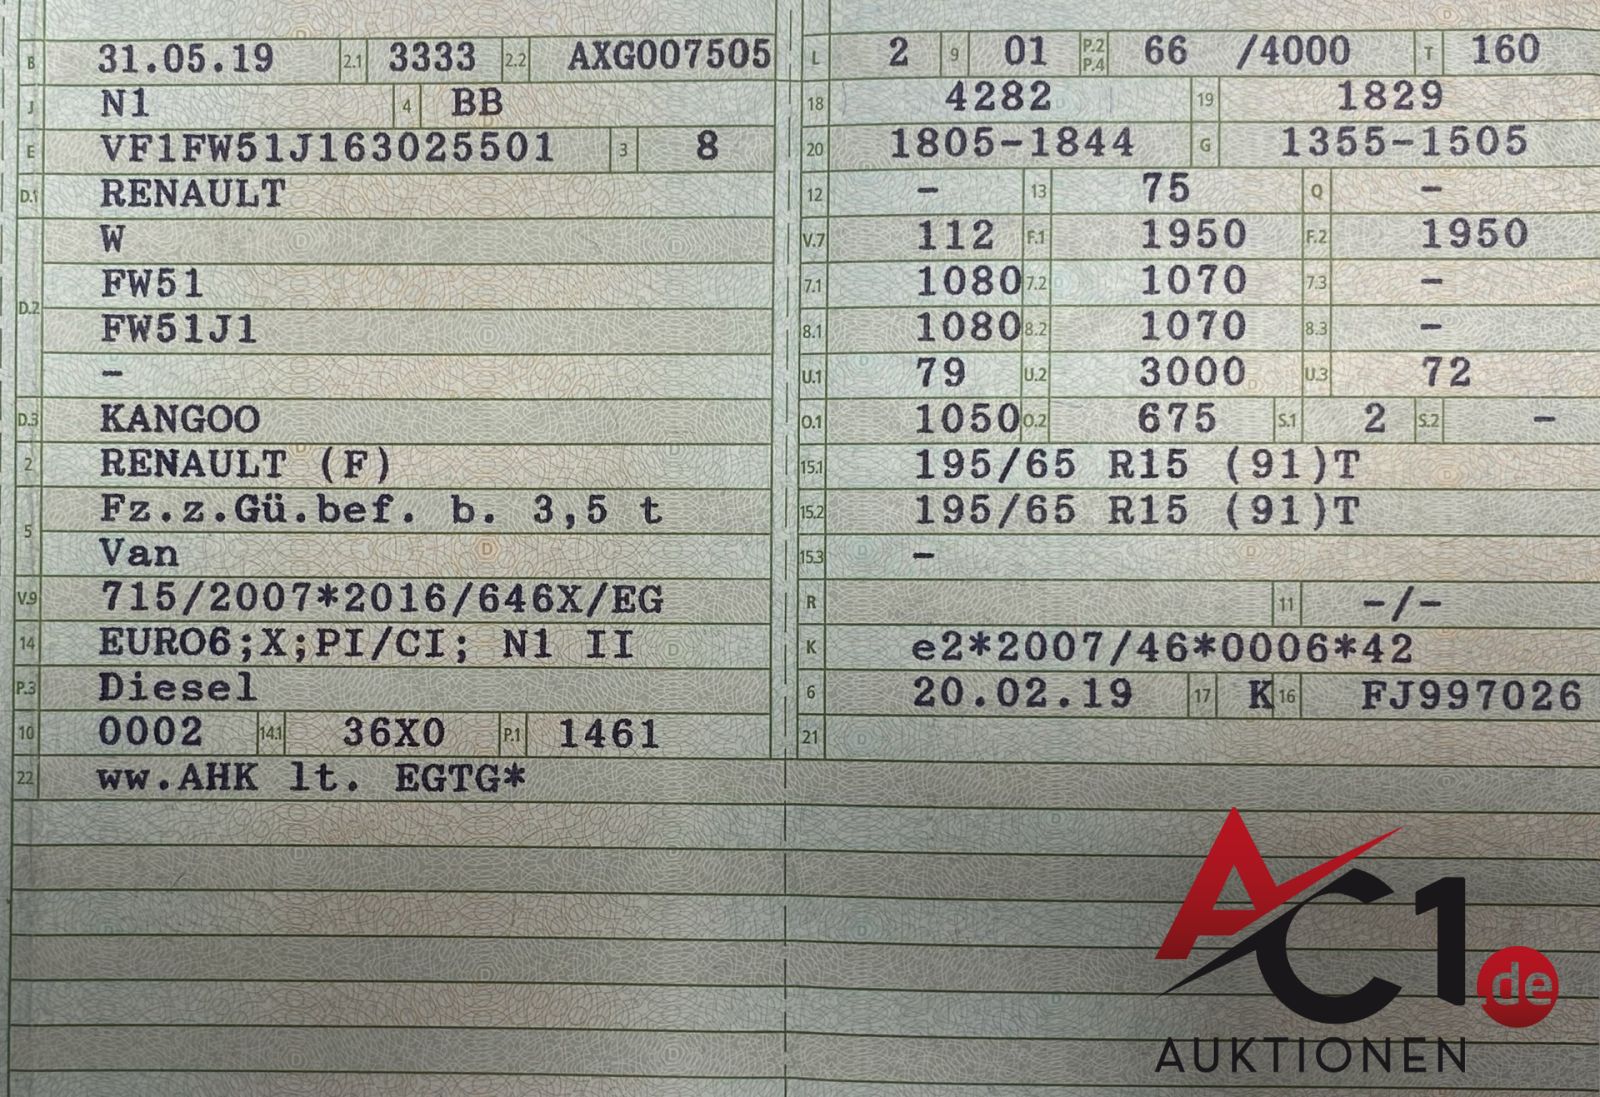 B 31.05.19 2.1 3333 2.2 AXG007505
J N1 4 BB
E VF1FW51J163025501 3 8
D.1 RENAULT
W
D.2 FW51
FW51J1
–
D.3 KANGOO
2 RENAULT (F)
5 Fz.z.Gü.bef. b. 3,5 t
Van
V.9 715/2007*2016/646X/EG
14 EURO6;X;PI/CI; N1 II
P.3 Diesel
10 0002 14.1 36X0 P.1 1461
22 ww.AHK lt. EGTG*
L 2 9 01 P.2 P.4 66 /4000 T 160
18 4282 19 1829
20 1805-1844 G 1355-1505
12 – 13 75 Q –
V.7 112 F.1 1950 F.2 1950
7.1 1080 7.2 1070 7.3 –
8.1 1080 8.2 1070 8.3 –
U.1 79 U.2 3000 U.3 72
O.1 1050 O.2 675 S.1 2 S.2 –
15.1 195/65 R15 (91)T
15.2 195/65 R15 (91)T
15.3 –
R 11 –/–
K e2*2007/46*0006*42
6 20.02.19 17 K 16 FJ997026
21
AC1.de
AUKTIONEN